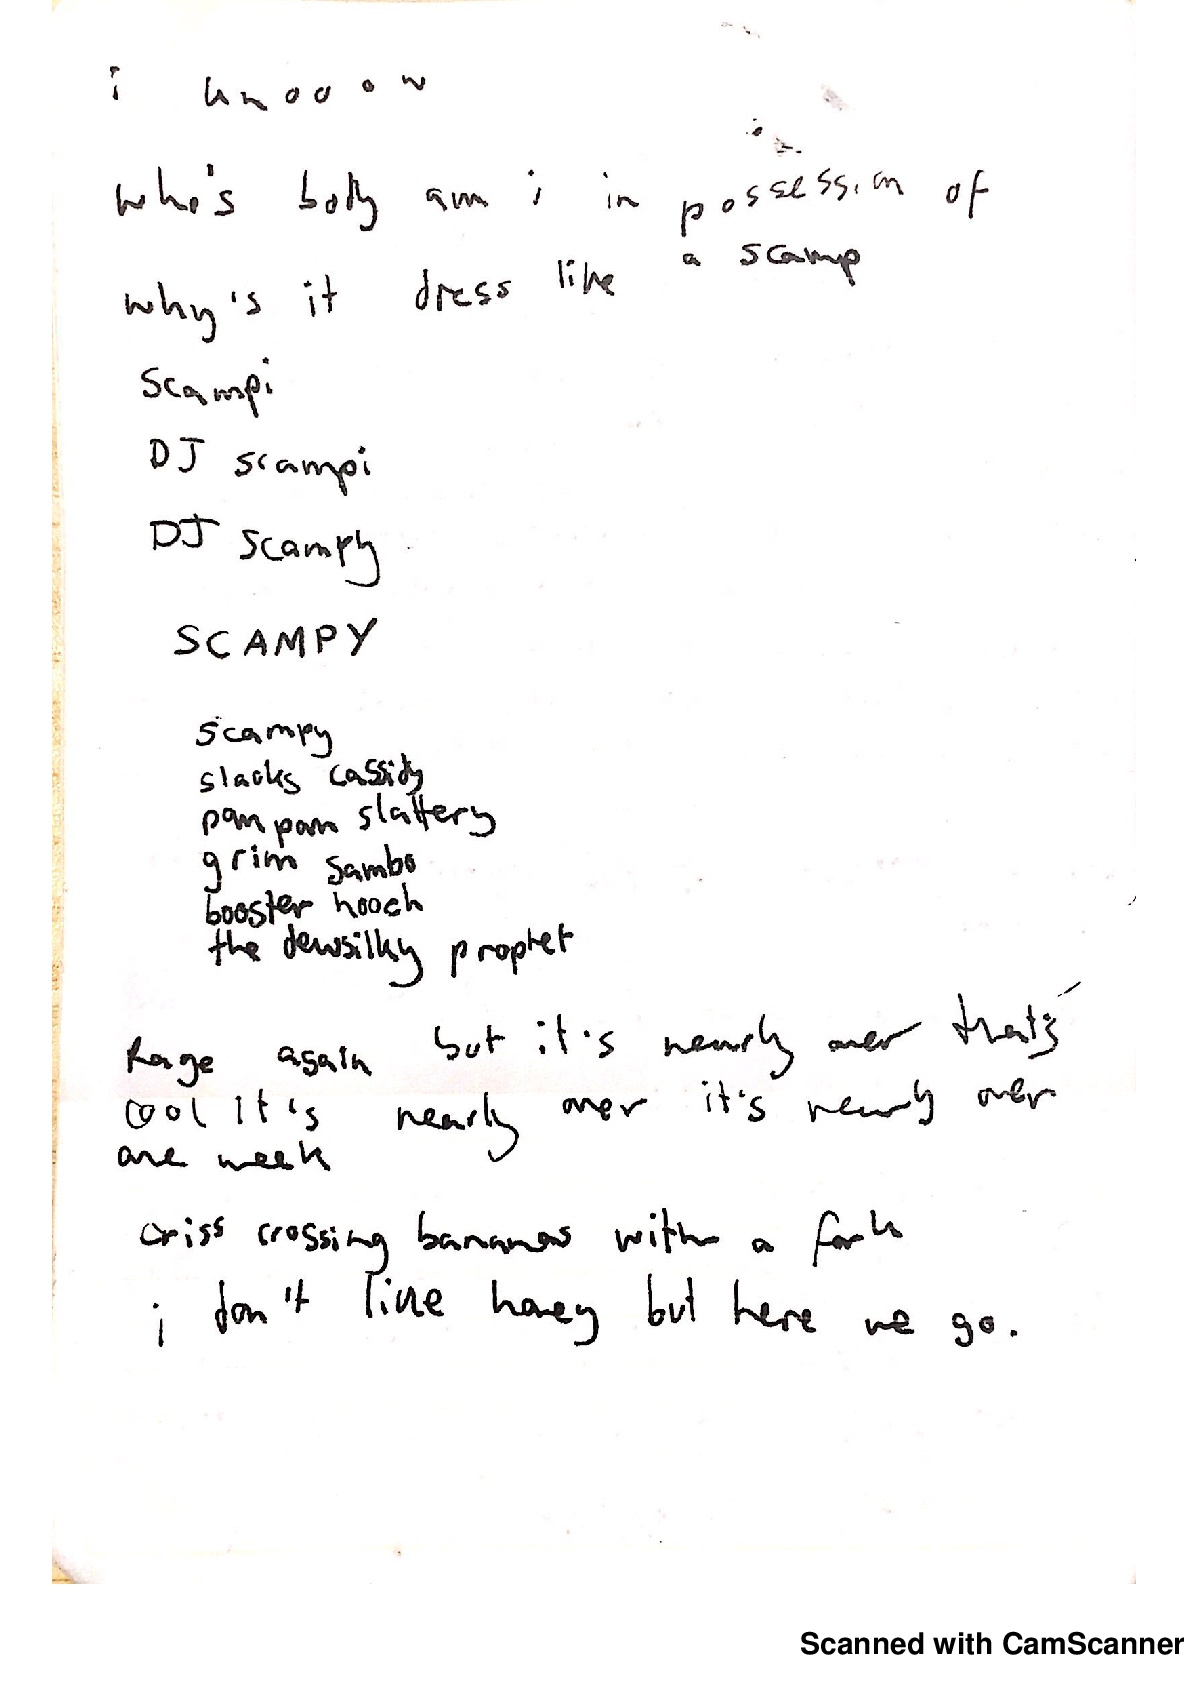 i knooow
who's body am i in possession of
why's it dress like a scamp
scampi
DJ scampi
DJ scampy
SCAMPY
scampy
slacks cassidy
pam pam slattery
grim sambo
booster hooch
the dewsilky prophet
Rage again but it's nearly over that's
cool It's nearly over it's nearly over
one week
criss crossing bananas with a fork
i don't like honey but here we go.
Scanned with CamScanner